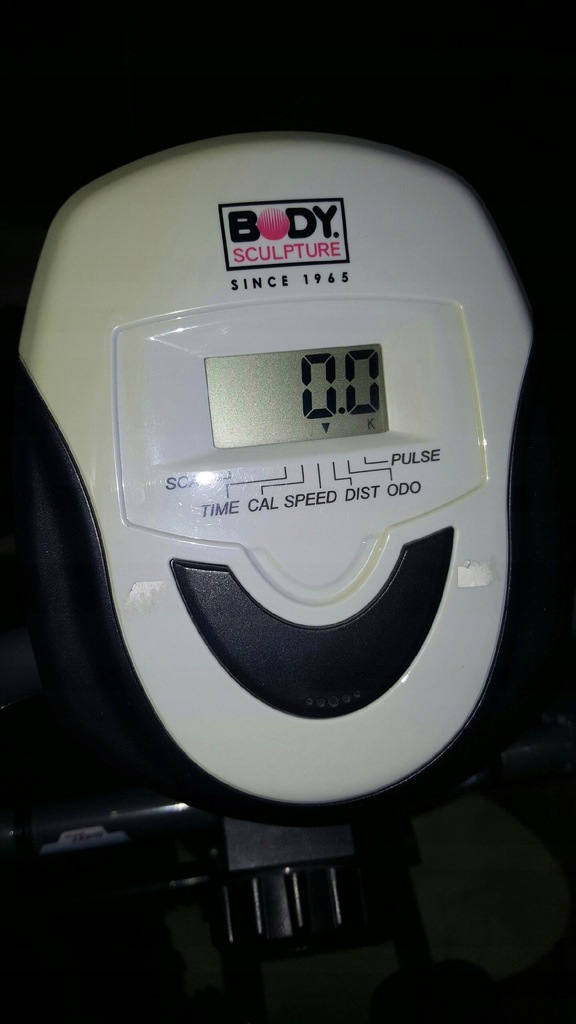 BODY.
SCULPTURE
SINCE 1965
0.0
K
PULSE
TIME CAL SPEED DIST ODO